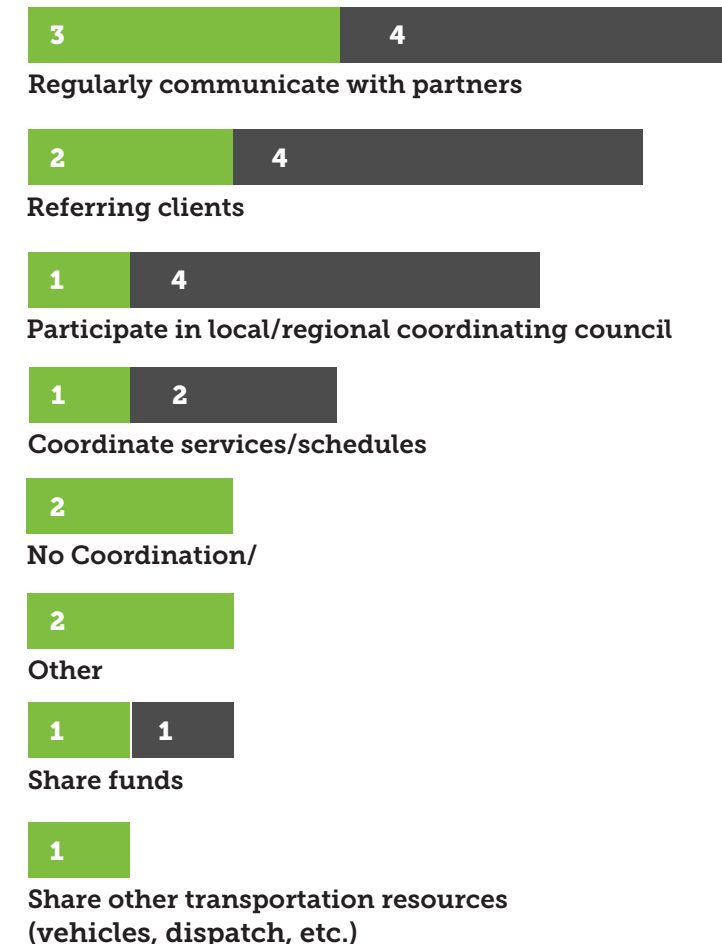 3 4
Regularly communicate with partners
2 4
Referring clients
1 4
Participate in local/regional coordinating council
1 2
Coordinate services/schedules
2
No Coordination/
2
Other
1 1
Share funds
1
Share other transportation resources
(vehicles, dispatch, etc.)